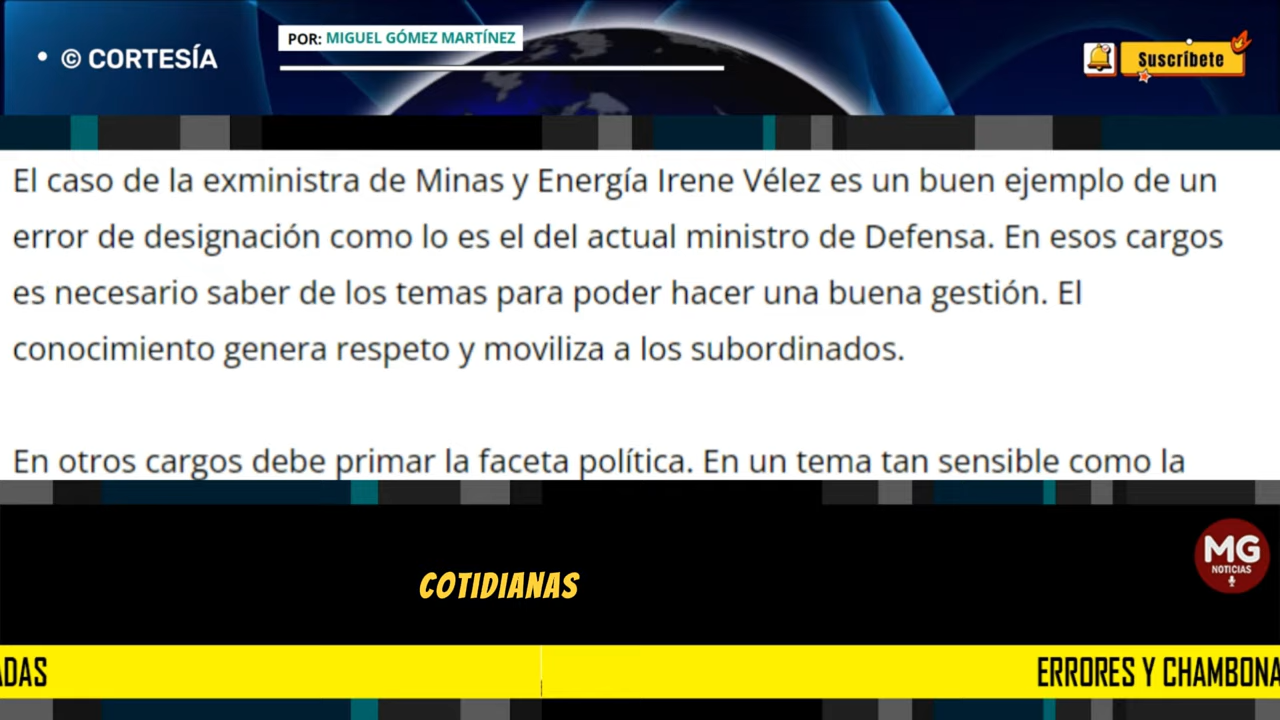 • © CORTESÍA
POR: MIGUEL GÓMEZ MARTÍNEZ
Suscríbete
El caso de la exministra de Minas y Energía Irene Vélez es un buen ejemplo de un
error de designación como lo es el del actual ministro de Defensa. En esos cargos
es necesario saber de los temas para poder hacer una buena gestión. El
conocimiento genera respeto y moviliza a los subordinados.
En otros cargos debe primar la faceta política. En un tema tan sensible como la
MG
NOTICIAS
COTIDIANAS
ADAS
ERRORES Y CHAMBONA